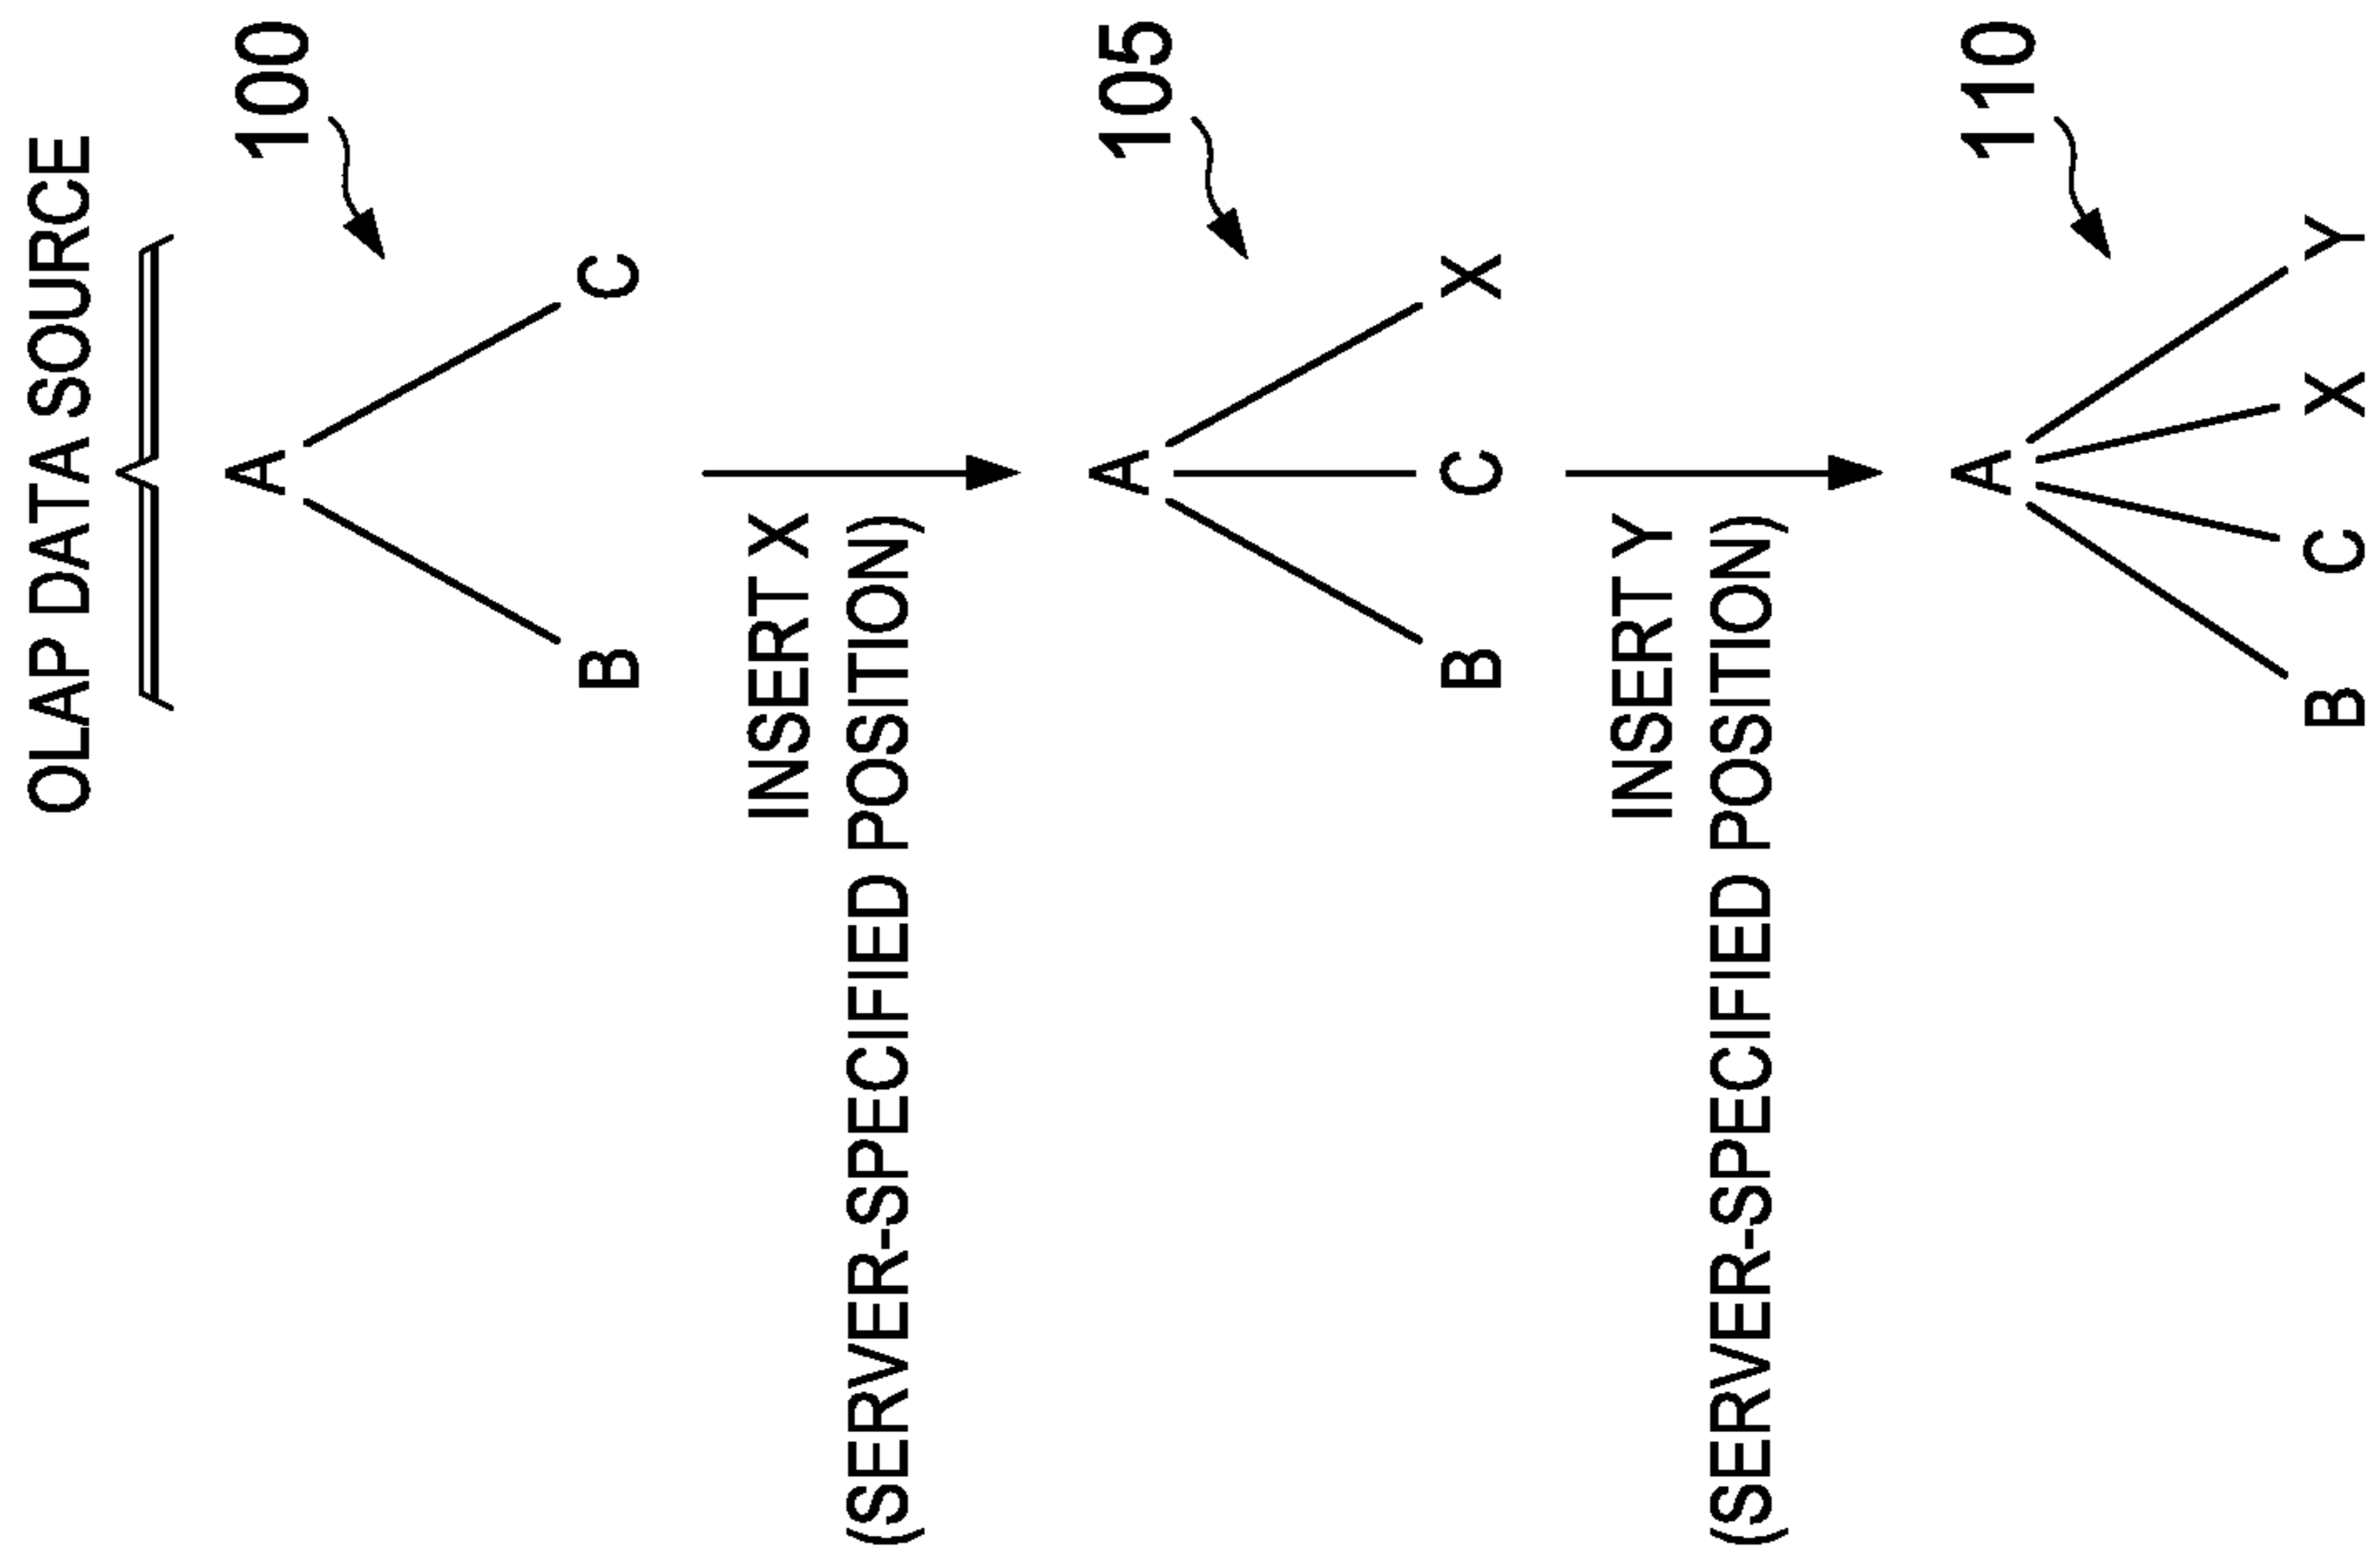 OLAP DATA SOURCE
100
A
B C
INSERT X
(SERVER-SPECIFIED POSITION)
105
A
B C X
INSERT Y
(SERVER-SPECIFIED POSITION)
110
A
B C X Y